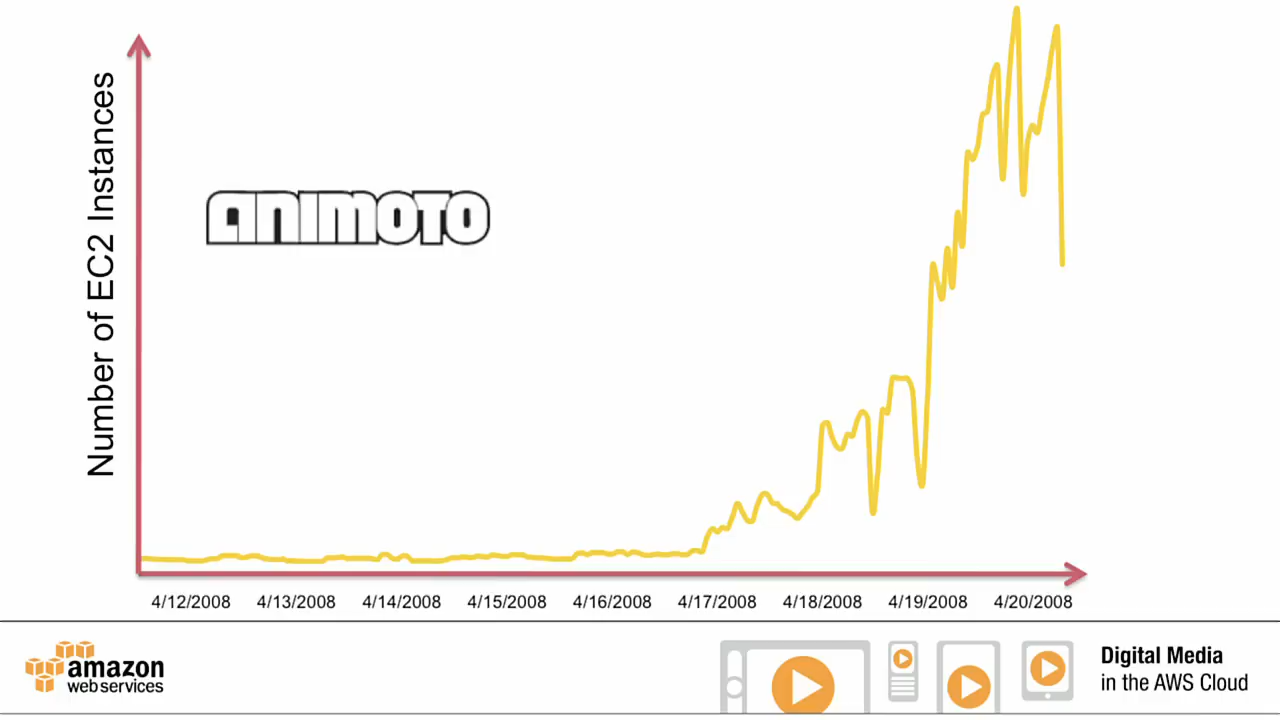 Number of EC2 Instances
ANIMOTO
4/12/2008 4/13/2008 4/14/2008 4/15/2008 4/16/2008 4/17/2008 4/18/2008 4/19/2008 4/20/2008
amazon
web services
Digital Media
in the AWS Cloud